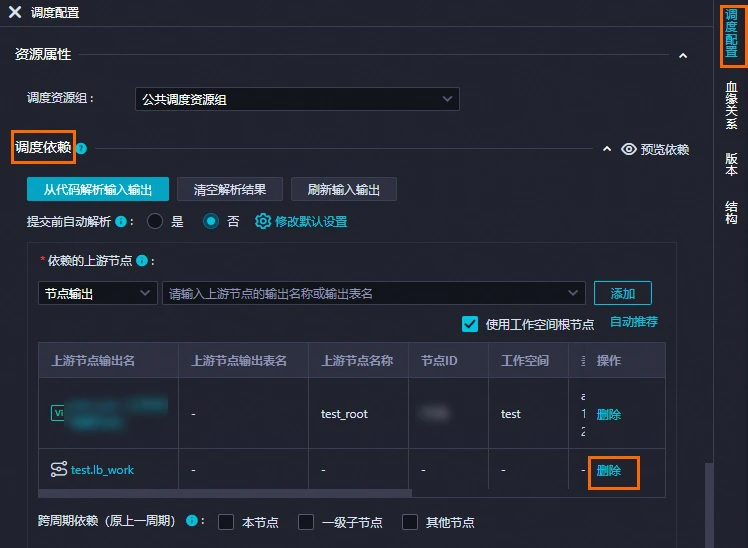 调度配置
资源属性
调度资源组：
公共调度资源组
调度依赖
预览依赖
从代码解析输入输出 清空解析结果 刷新输入输出
提交前自动解析 ： 是 否 修改默认设置
*依赖的上游节点 ：
节点输出 请输入上游节点的输出名称或输出表名 添加
使用工作空间根节点 自动推荐
上游节点输出名 上游节点输出表名 上游节点名称 节点ID 工作空间 操作
Vi - test_root test a 1 2 删除
test.lb_work - - - - - 删除
跨周期依赖（原上一周期） ： 本节点 一级子节点 其他节点
调度配置
血缘关系
版本
结构